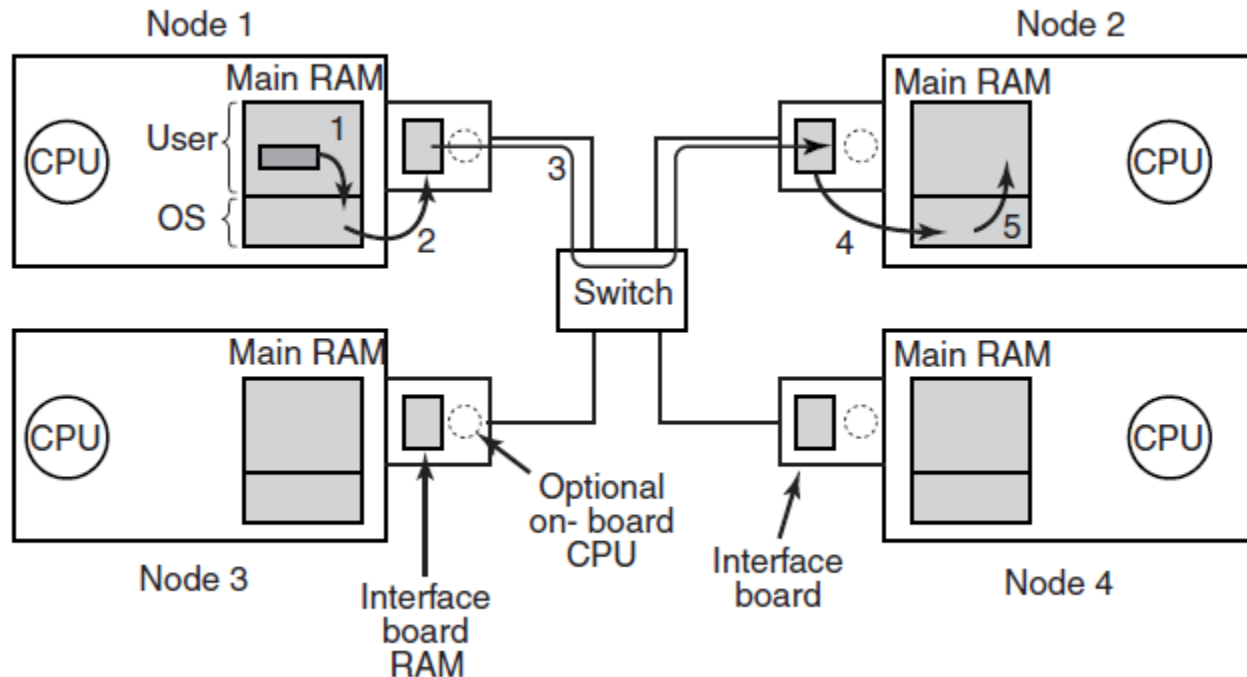 Node 1
Node 2
Main RAM
Main RAM
User
1
CPU
3
CPU
OS
2
4
5
Switch
Main RAM
Main RAM
CPU
CPU
Optional
on- board
CPU
Interface
board
Node 3
Node 4
Interface
board
RAM